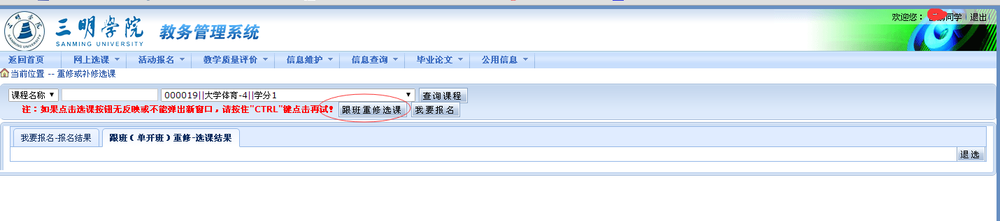 三明学院 教务管理系统
SANMING UNIVERSITY
欢迎您： 同学 | 退出 |
返回首页 网上选课 活动报名 教学质量评价 信息维护 信息查询 毕业论文 公用信息
当前位置 -- 重修或补修选课
课程名称 000019||大学体育-4||学分1 查询课程
注：如果点击选课按钮无反映或不能弹出新窗口，请按住"CTRL"键点击再试! 跟班重修选课 我要报名
我要报名-报名结果 跟班（单开班）重修-选课结果
退选